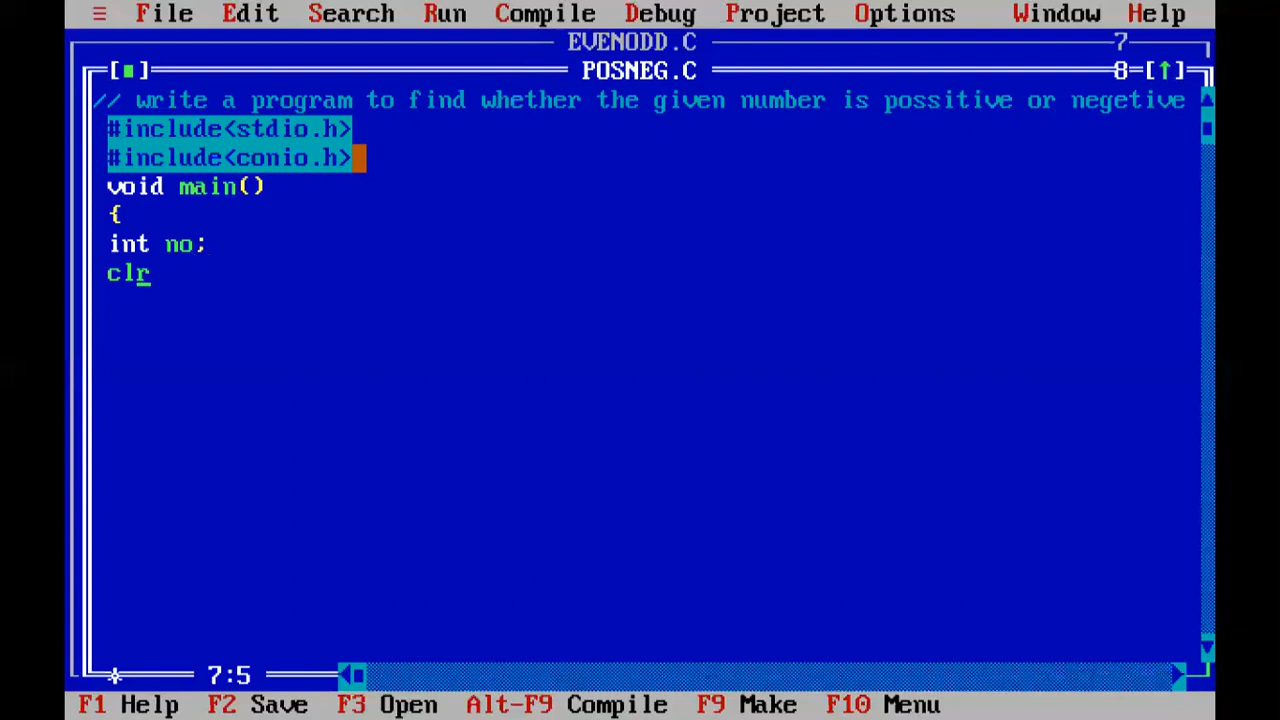 ≡ File Edit Search Run Compile Debug Project Options Window Help
EVENODD.C 7
[■] POSNEG.C 8=[↑]
// write a program to find whether the given number is possitive or negetive
#include<stdio.h>
#include<conio.h>
void main()
{
int no;
clr
7:5
F1 Help F2 Save F3 Open Alt-F9 Compile F9 Make F10 Menu